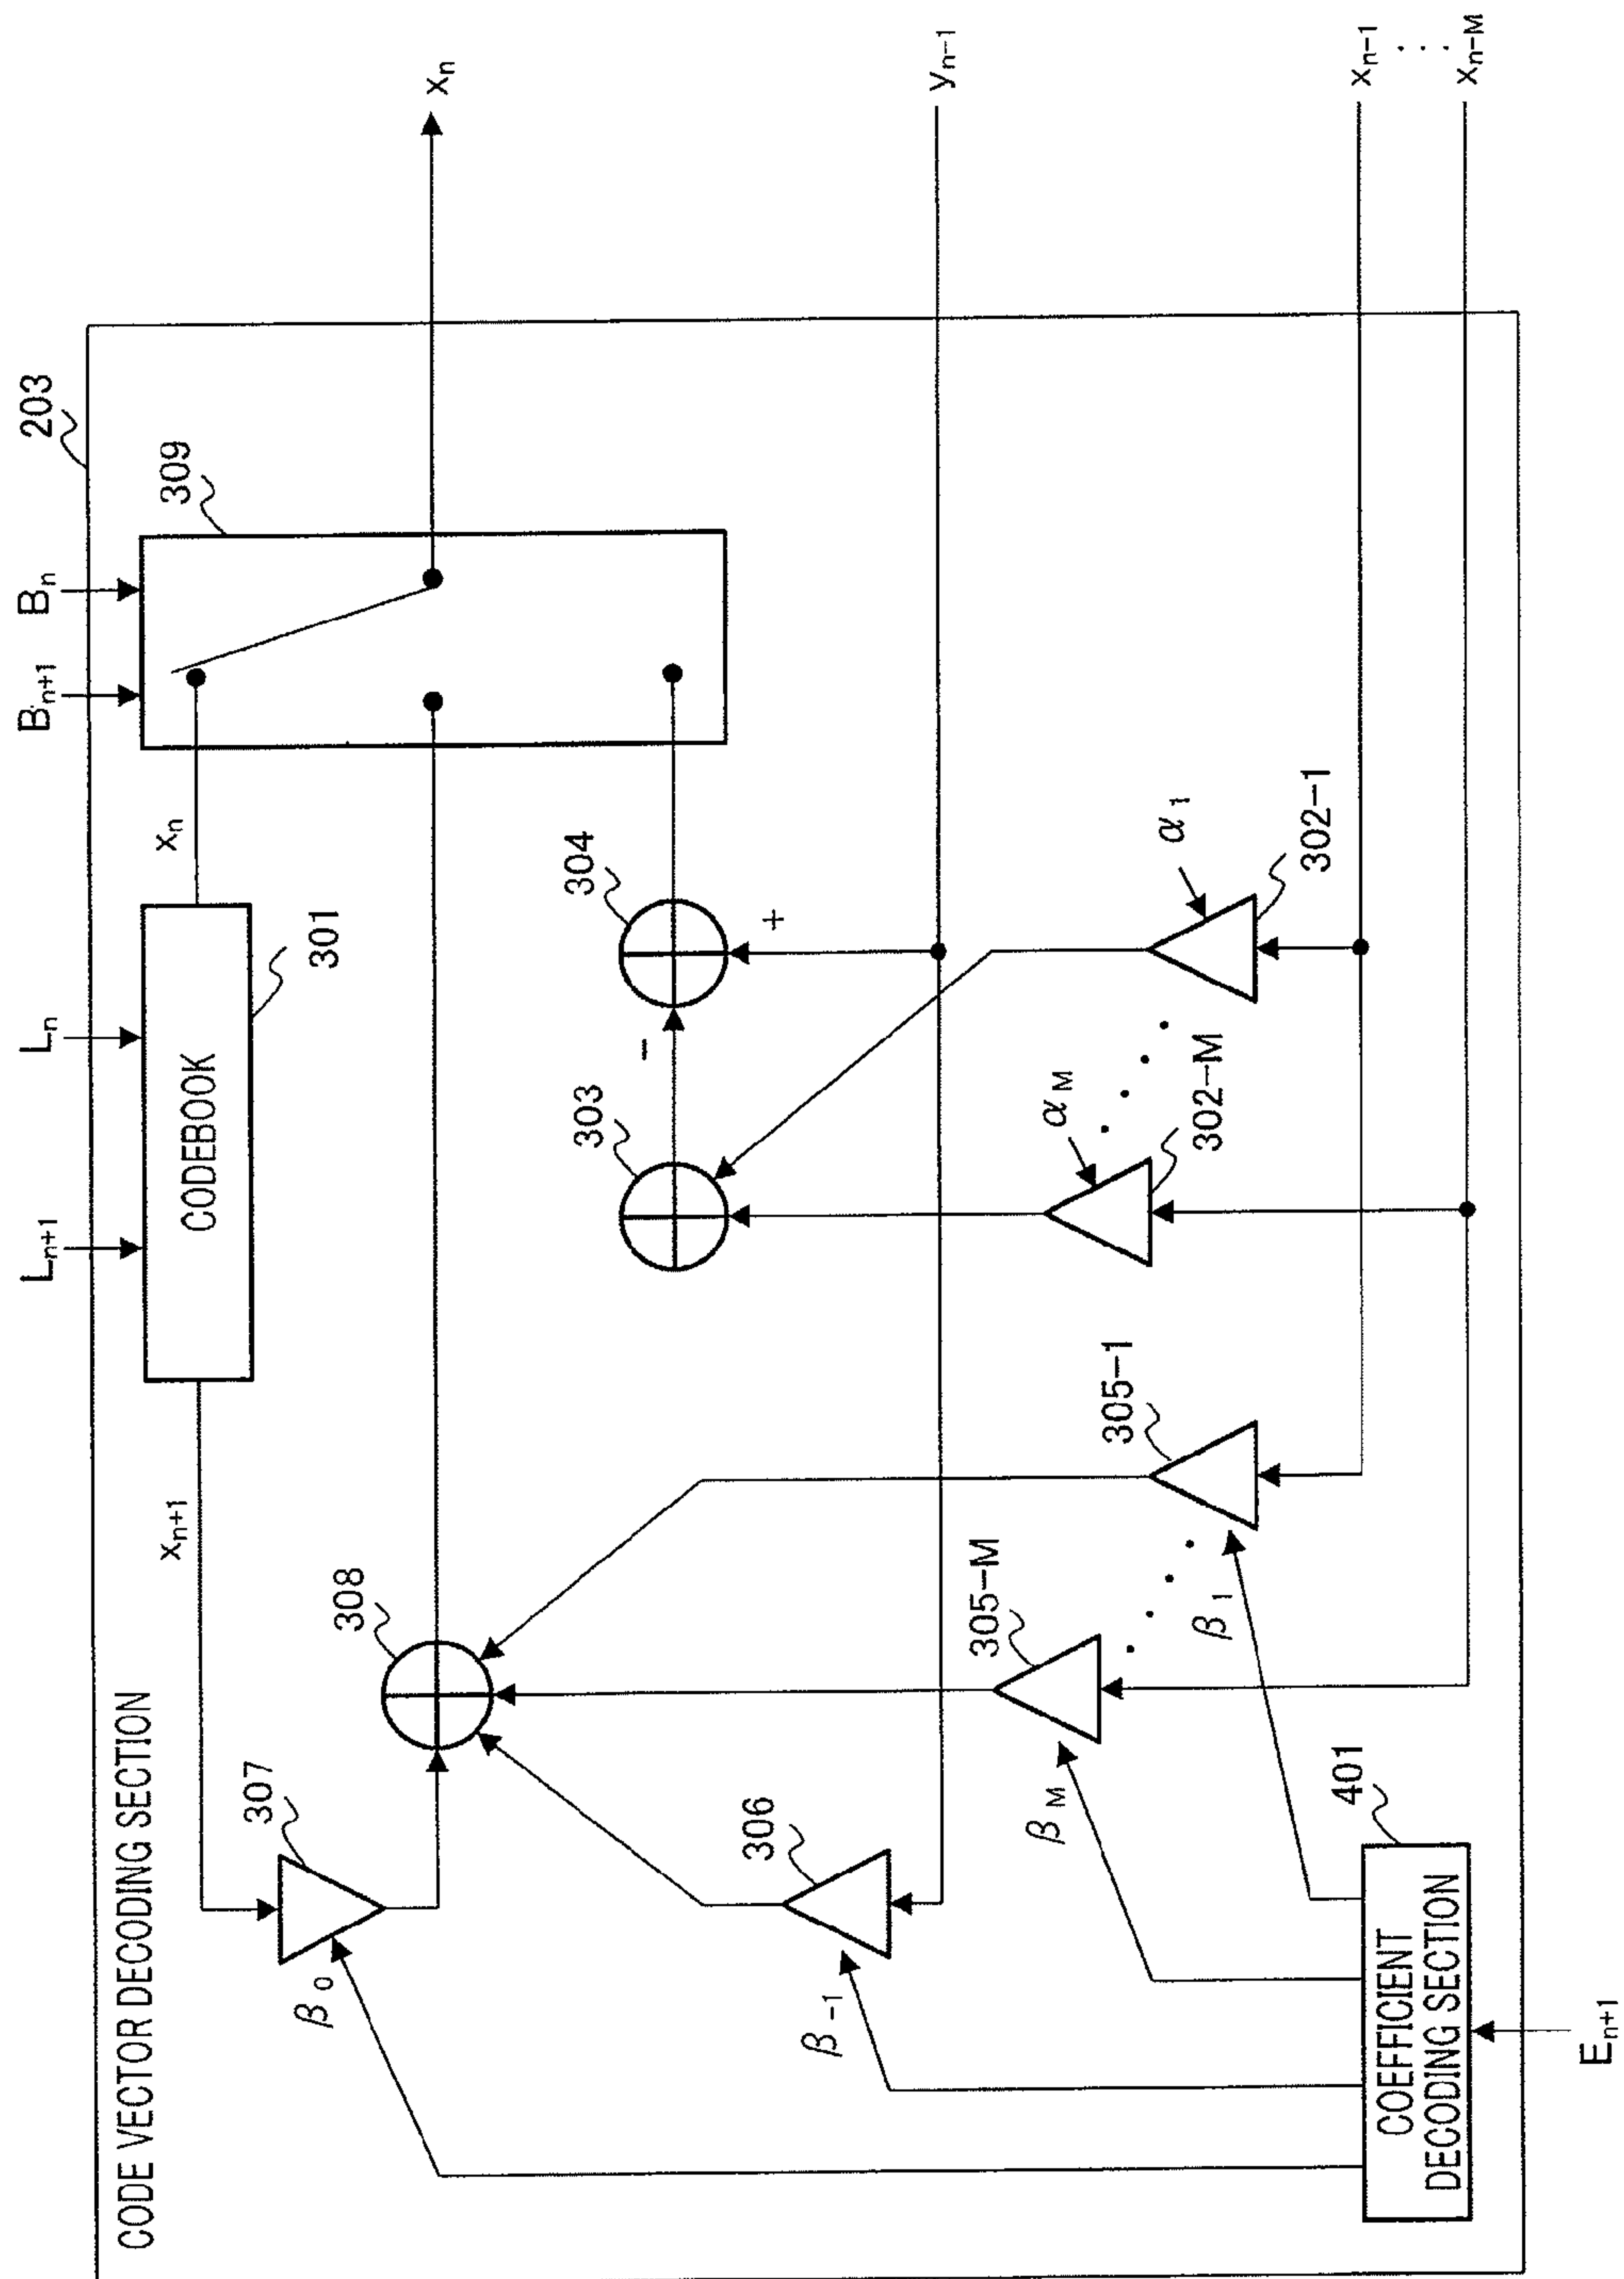 CODE VECTOR DECODING SECTION
203
L_{n+1}
L_n
B_{n+1}
B_n
CODEBOOK
301
309
x_{n+1}
x_n
x_n
307
β_0
308
303
304
-
+
306
β_{-1}
y_{n-1}
305-M
β_M
305-1
β_1
α_M
302-M
α_1
302-1
x_{n-1}
x_{n-M}
401
COEFFICIENT
DECODING SECTION
E_{n+1}